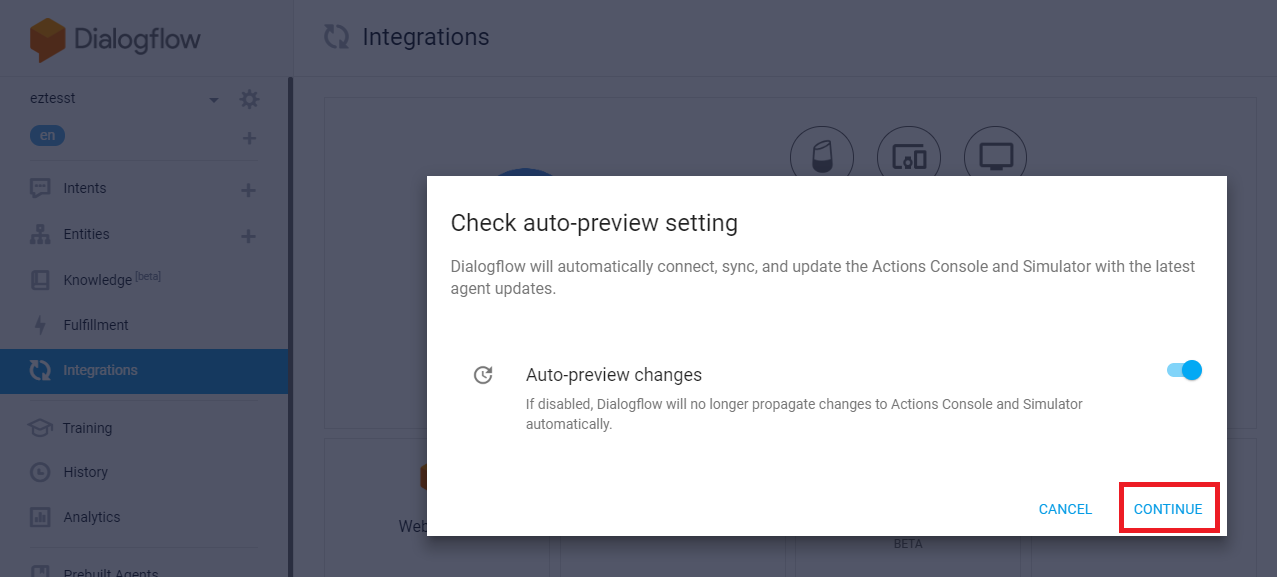 Dialogflow
Integrations
eztesst
en
Intents
Entities
Knowledge [beta]
Fulfillment
Integrations
Training
History
Analytics
Prebuilt Agents
Check auto-preview setting
Dialogflow will automatically connect, sync, and update the Actions Console and Simulator with the latest
agent updates.
Auto-preview changes
If disabled, Dialogflow will no longer propagate changes to Actions Console and Simulator
automatically.
CANCEL
CONTINUE
Web
BETA